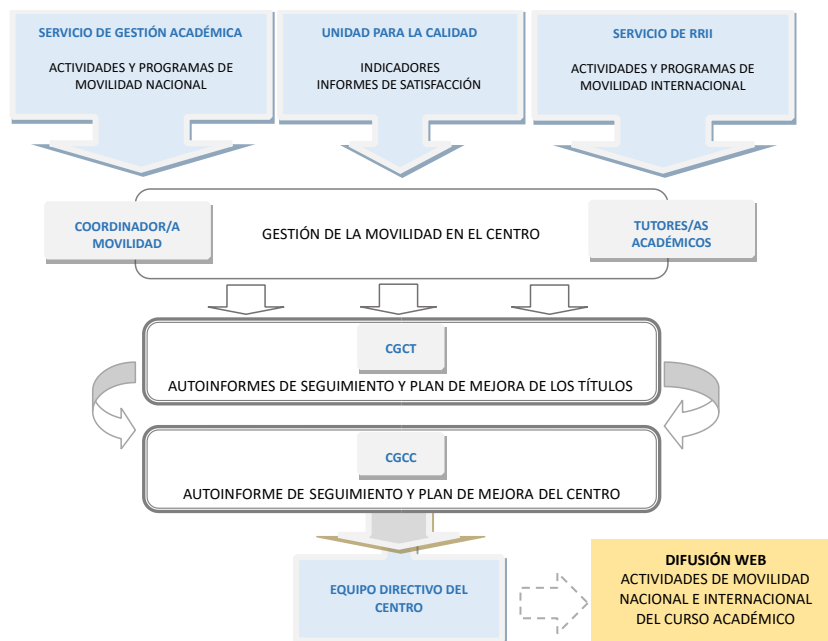 SERVICIO DE GESTIÓN ACADÉMICA
ACTIVIDADES Y PROGRAMAS DE
MOVILIDAD NACIONAL
UNIDAD PARA LA CALIDAD
INDICADORES
INFORMES DE SATISFACCIÓN
SERVICIO DE RRII
ACTIVIDADES Y PROGRAMAS DE
MOVILIDAD INTERNACIONAL
COORDINADOR/A
MOVILIDAD
GESTIÓN DE LA MOVILIDAD EN EL CENTRO
TUTORES/AS
ACADÉMICOS
CGCT
AUTOINFORMES DE SEGUIMIENTO Y PLAN DE MEJORA DE LOS TÍTULOS
CGCC
AUTOINFORME DE SEGUIMIENTO Y PLAN DE MEJORA DEL CENTRO
EQUIPO DIRECTIVO DEL
CENTRO
DIFUSIÓN WEB
ACTIVIDADES DE MOVILIDAD
NACIONAL E INTERNACIONAL
DEL CURSO ACADÉMICO